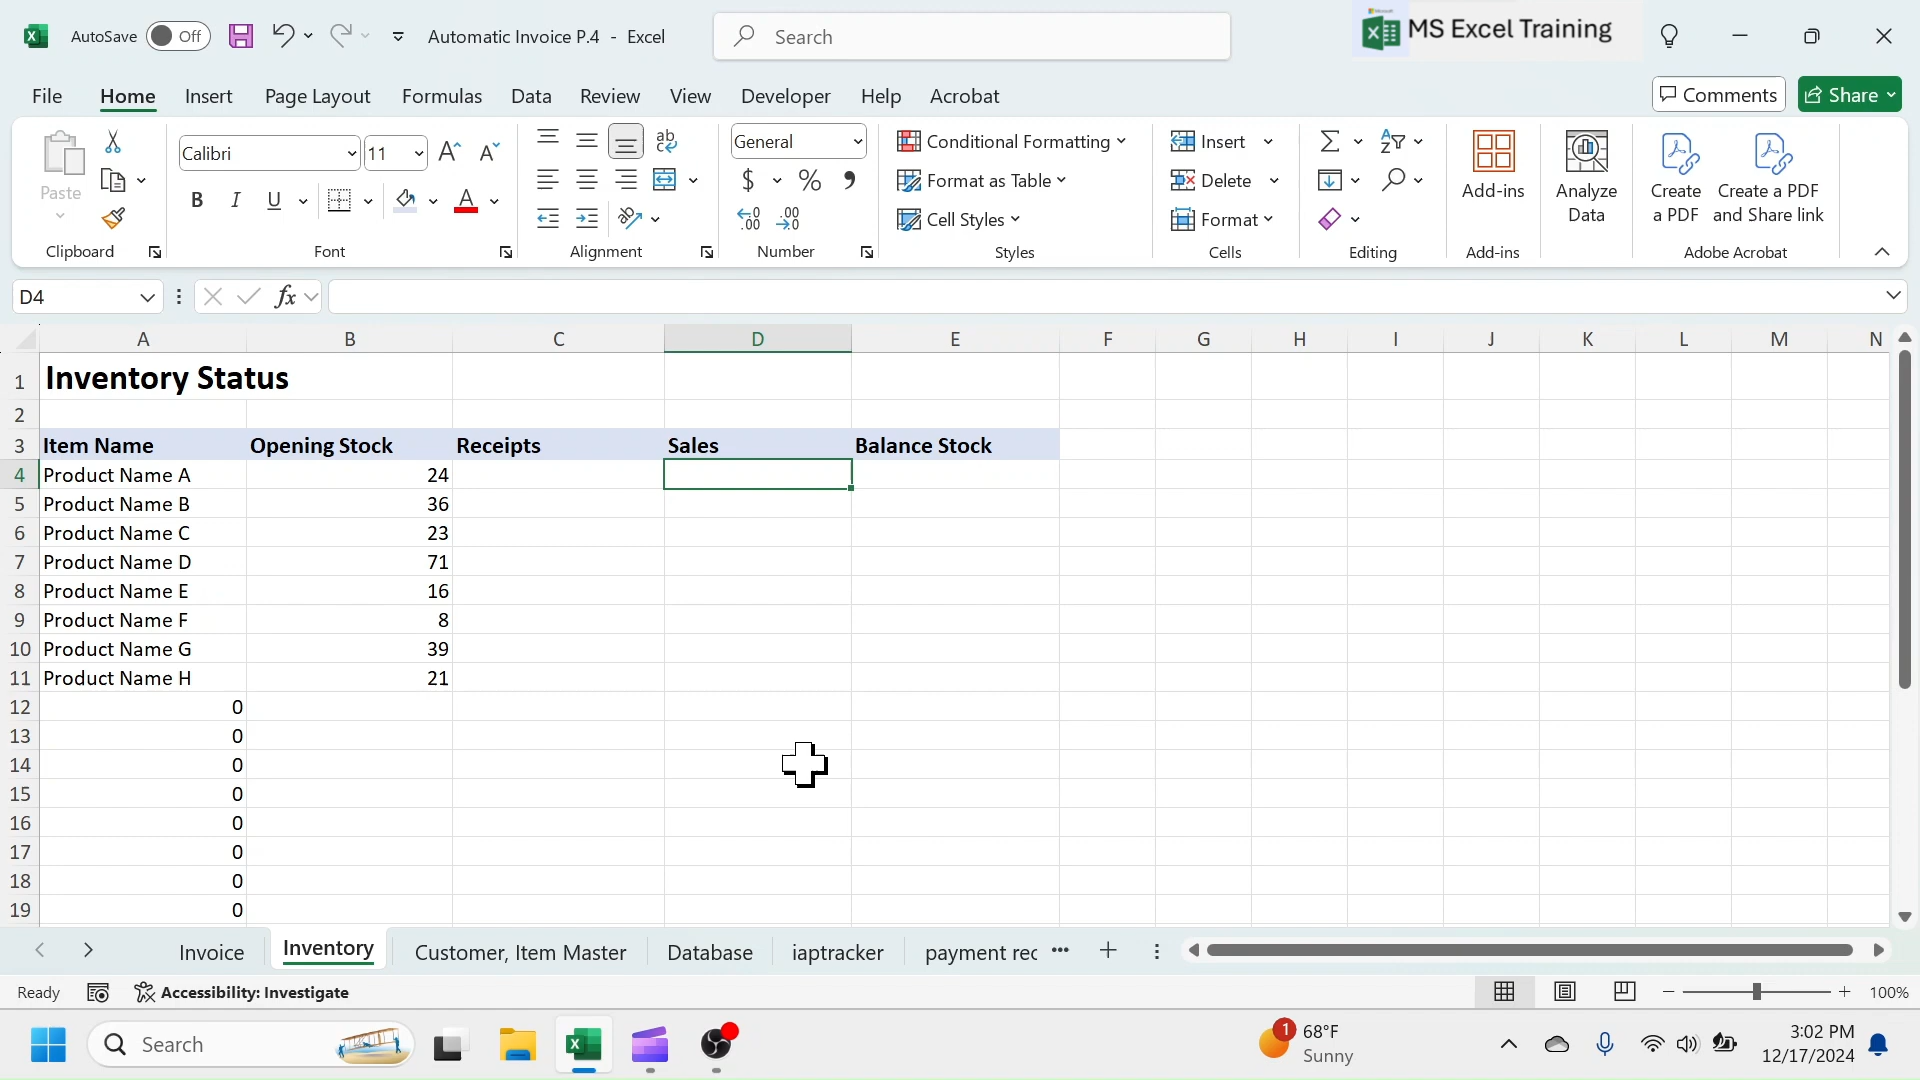 AutoSave Off Automatic Invoice P.4 - Excel Search MS Excel Training
File Home Insert Page Layout Formulas Data Review View Developer Help Acrobat Comments Share
Paste
Clipboard
Calibri 11
B I U A
Font
ab
Alignment
General
$ % 9
Number
Conditional Formatting
Format as Table
Cell Styles
Styles
Insert
Delete
Format
Cells
Editing
Add-ins
Add-ins
Analyze
Data
Create
a PDF
Create a PDF
and Share link
Adobe Acrobat
D4 fx
A B C D E F G H I J K L M N
1 Inventory Status
2
3 Item Name Opening Stock Receipts Sales Balance Stock
4 Product Name A 24
5 Product Name B 36
6 Product Name C 23
7 Product Name D 71
8 Product Name E 16
9 Product Name F 8
10 Product Name G 39
11 Product Name H 21
12 0
13 0
14 0
15 0
16 0
17 0
18 0
19 0
Invoice Inventory Customer, Item Master Database iaptracker payment rec ...
Ready Accessibility: Investigate 100%
Search 1 68°F 3:02 PM
Sunny 12/17/2024